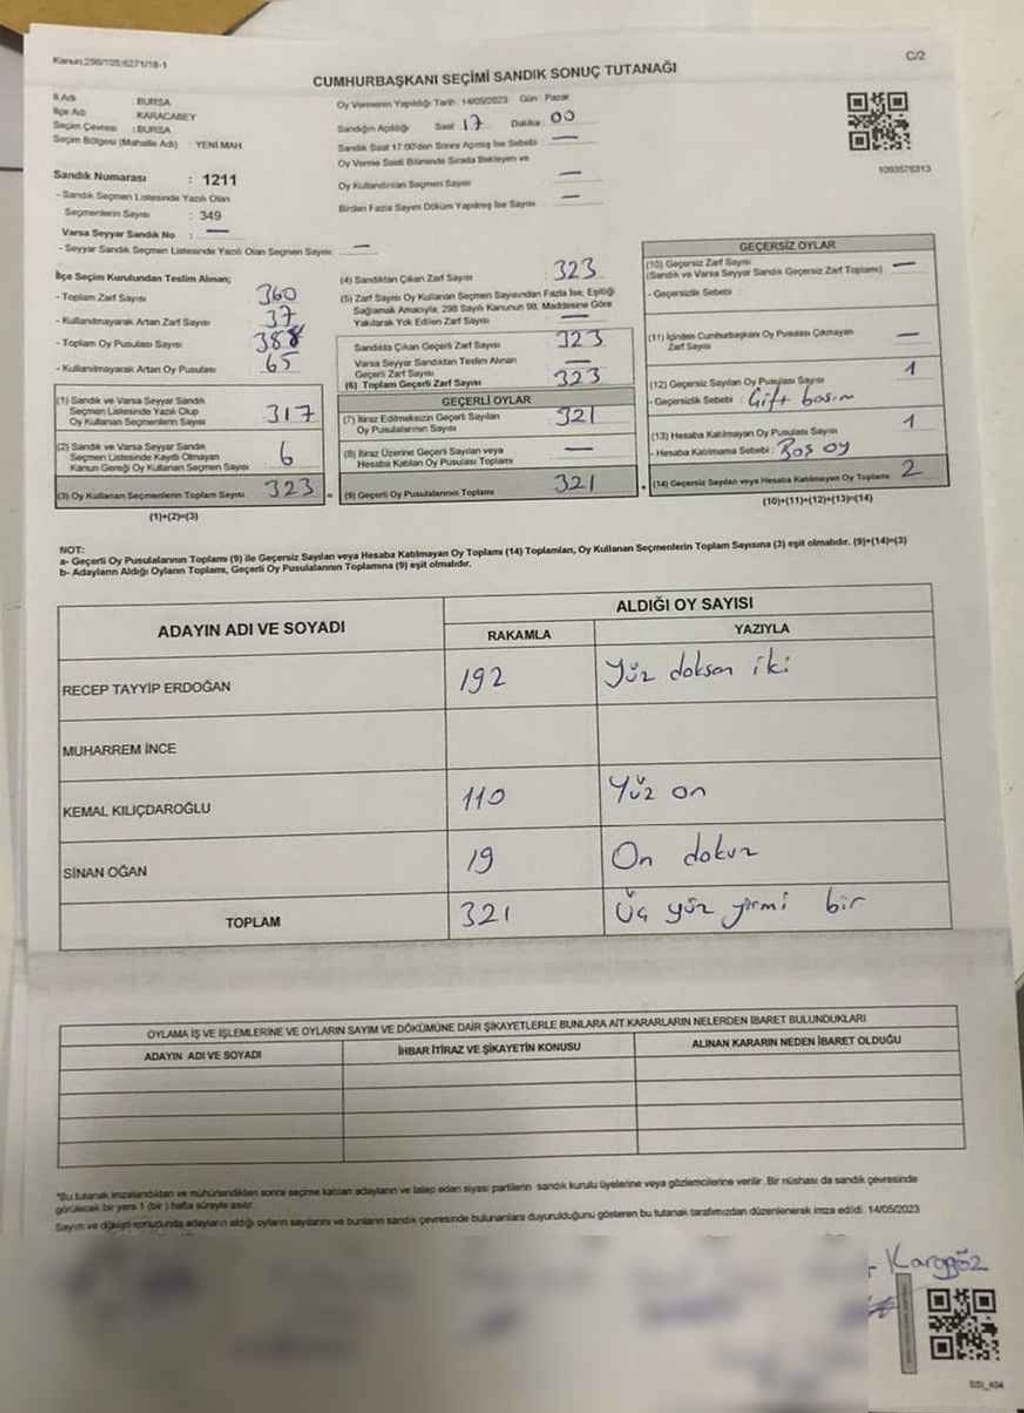 Kanun:298/105;6271/18-1
C/2
CUMHURBAŞKANI SEÇİMİ SANDIK SONUÇ TUTANAĞI
İl Adı : BURSA
İlçe Adı : KARACABEY
Seçim Çevresi : BURSA
Seçim Bölgesi (Mahalle Adı) YENİ MAH.
Sandık Numarası : 1211
- Sandık Seçmen Listesinde Yazılı Olan
Seçmenlerin Sayısı : 349
Varsa Seyyar Sandık No : —
- Seyyar Sandık Seçmen Listesinde Yazılı Olan Seçmen Sayısı —
Oy Vermenin Yapıldığı Tarih : 14/05/2023 Gün : Pazar
Sandığın Açıldığı Saat : 17 Dakika : 00
Sandık Saat 17:00'den Sonra Açılmış İse Sebebi —
Oy Verme Saati Bitiminde Sırada Bekleyen ve
Oy Kullandırılan Seçmen Sayısı —
Birden Fazla Sayım Döküm Yapılmış İse Sayısı —
İlçe Seçim Kurulundan Teslim Alınan;
- Toplam Zarf Sayısı 360
- Kullanılmayarak Artan Zarf Sayısı 37
- Toplam Oy Pusulası Sayısı 388
- Kullanılmayarak Artan Oy Pusulası 65
(1) Sandık ve Varsa Seyyar Sandık
Seçmen Listesinde Yazılı Olup
Oy Kullanan Seçmenlerin Sayısı 317
(2) Sandık ve Varsa Seyyar Sandık
Seçmen Listesinde Kayıtlı Olmayan
Kanun Gereği Oy Kullanan Seçmen Sayısı 6
(3) Oy Kullanan Seçmenlerin Toplam Sayısı 323
(1)+(2)=(3)
(4) Sandıktan Çıkan Zarf Sayısı 323
(5) Zarf Sayısı Oy Kullanan Seçmen Sayısından Fazla İse, Eşitliği
Sağlamak Amacıyla, 298 Sayılı Kanunun 98. Maddesine Göre
Yakılarak Yok Edilen Zarf Sayısı —
Sandıkta Çıkan Geçerli Zarf Sayısı 323
Varsa Seyyar Sandıktan Teslim Alınan
Geçerli Zarf Sayısı —
(6) Toplam Geçerli Zarf Sayısı 323
GEÇERLİ OYLAR
(7) İtiraz Edilmeksizin Geçerli Sayılan
Oy Pusulalarının Sayısı 321
(8) İtiraz Üzerine Geçerli Sayılan veya
Hesaba Katılan Oy Pusulası Toplamı —
= (9) Geçerli Oy Pusulalarının Toplamı 321
1093576313
GEÇERSİZ OYLAR
(10) Geçersiz Zarf Sayısı
(Sandık ve Varsa Seyyar Sandık Geçersiz Zarf Toplamı) —
- Geçersizlik Sebebi
(11) İçinden Cumhurbaşkanı Oy Pusulası Çıkmayan
Zarf Sayısı —
(12) Geçersiz Sayılan Oy Pusulası Sayısı 1
- Geçersizlik Sebebi : Çift basım
(13) Hesaba Katılmayan Oy Pusulası Sayısı 1
- Hesaba Katılmama Sebebi : Boş oy
+ (14) Geçersiz Sayılan veya Hesaba Katılmayan Oy Toplamı 2
(10)+(11)+(12)+(13)=(14)
NOT:
a- Geçerli Oy Pusulalarının Toplamı (9) ile Geçersiz Sayılan veya Hesaba Katılmayan Oy Toplamı (14) Toplamları, Oy Kullanan Seçmenlerin Toplam Sayısına (3) eşit olmalıdır. (9)+(14)=(3)
b- Adayların Aldığı Oyların Toplamı, Geçerli Oy Pusulalarının Toplamına (9) eşit olmalıdır.
ADAYIN ADI VE SOYADI
ALDIĞI OY SAYISI
RAKAMLA YAZIYLA
RECEP TAYYİP ERDOĞAN 192 Yüz doksan iki
MUHARREM İNCE
KEMAL KILIÇDAROĞLU 110 Yüz on
SİNAN OĞAN 19 On dokuz
TOPLAM 321 Üç yüz yirmi bir
OYLAMA İŞ VE İŞLEMLERİNE VE OYLARIN SAYIM VE DÖKÜMÜNE DAİR ŞİKAYETLERLE BUNLARA AİT KARARLARIN NELERDEN İBARET BULUNDUKLARI
ADAYIN ADI VE SOYADI İHBAR İTİRAZ VE ŞİKAYETİN KONUSU ALINAN KARARIN NEDEN İBARET OLDUĞU
*Bu tutanak imzalandıktan ve mühürlendikten sonra seçime katılan adayların ve talep eden siyasi partilerin sandık kurulu üyelerine veya gözlemcilerine verilir. Bir nüshası da sandık çevresinde
görülecek bir yere 1 (bir) hafta süreyle asılır.
Sayım ve döküm sonucunda adayların aldığı oyların sayılarını ve bunların sandık çevresinde bulunanlara duyurulduğunu gösteren bu tutanak tarafımızdan düzenlenerek imza edildi. 14/05/2023
Karagöz